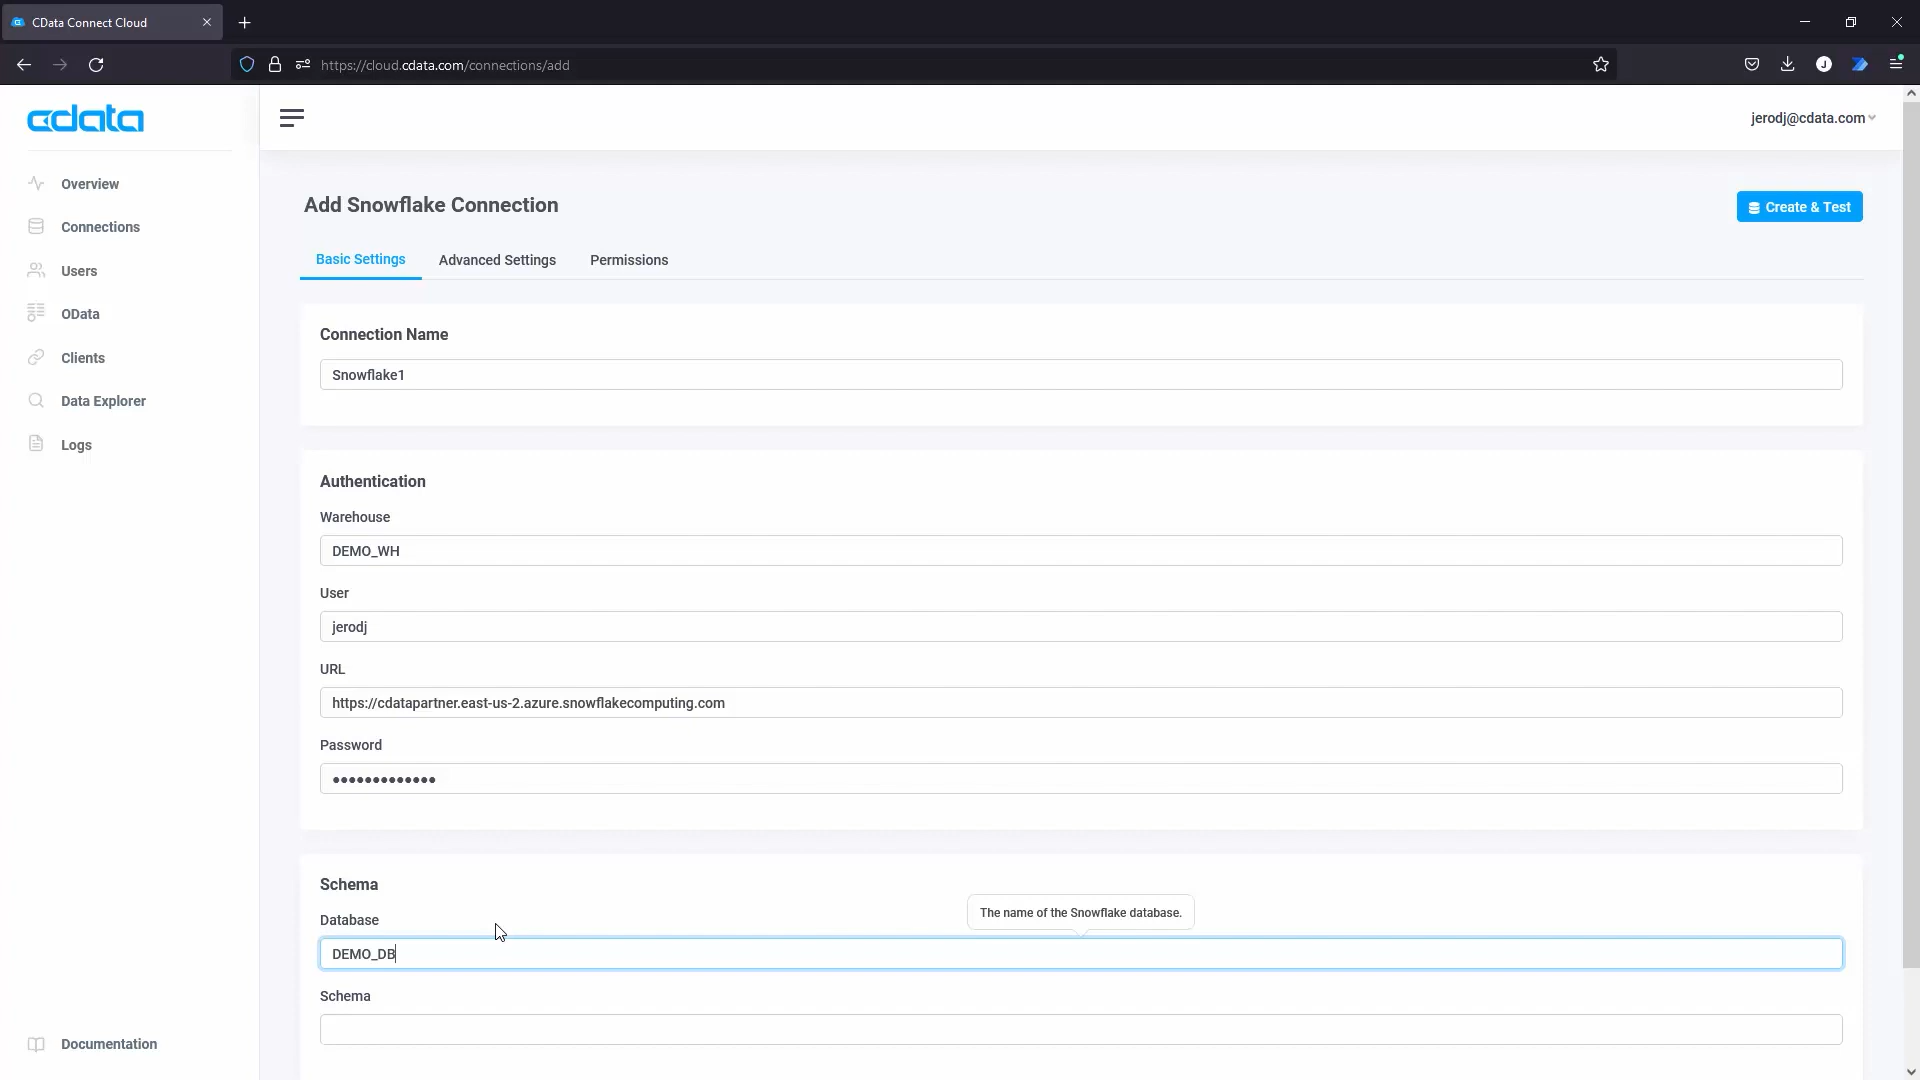 CData Connect Cloud
https://cloud.cdata.com/connections/add
J
cdata
jerodj@cdata.com
Overview
Connections
Users
OData
Clients
Data Explorer
Logs
Documentation
Add Snowflake Connection
Create & Test
Basic Settings
Advanced Settings
Permissions
Connection Name
Snowflake1
Authentication
Warehouse
DEMO_WH
User
jerodj
URL
https://cdatapartner.east-us-2.azure.snowflakecomputing.com
Password
•••••••••••••
Schema
Database
The name of the Snowflake database.
DEMO_DB
Schema